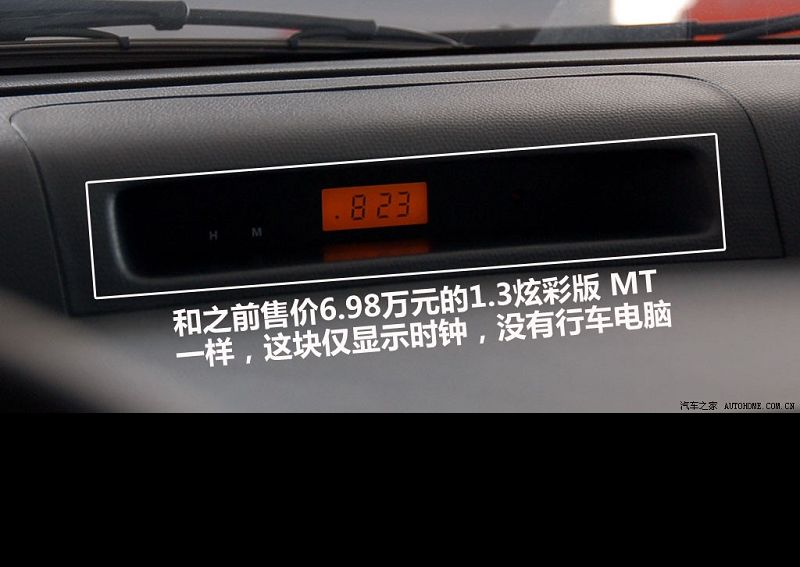 .823
H M
和之前售价6.98万元的1.3炫彩版 MT
一样，这块仅显示时钟，没有行车电脑
汽车之家 AUTOHOME.COM.CN